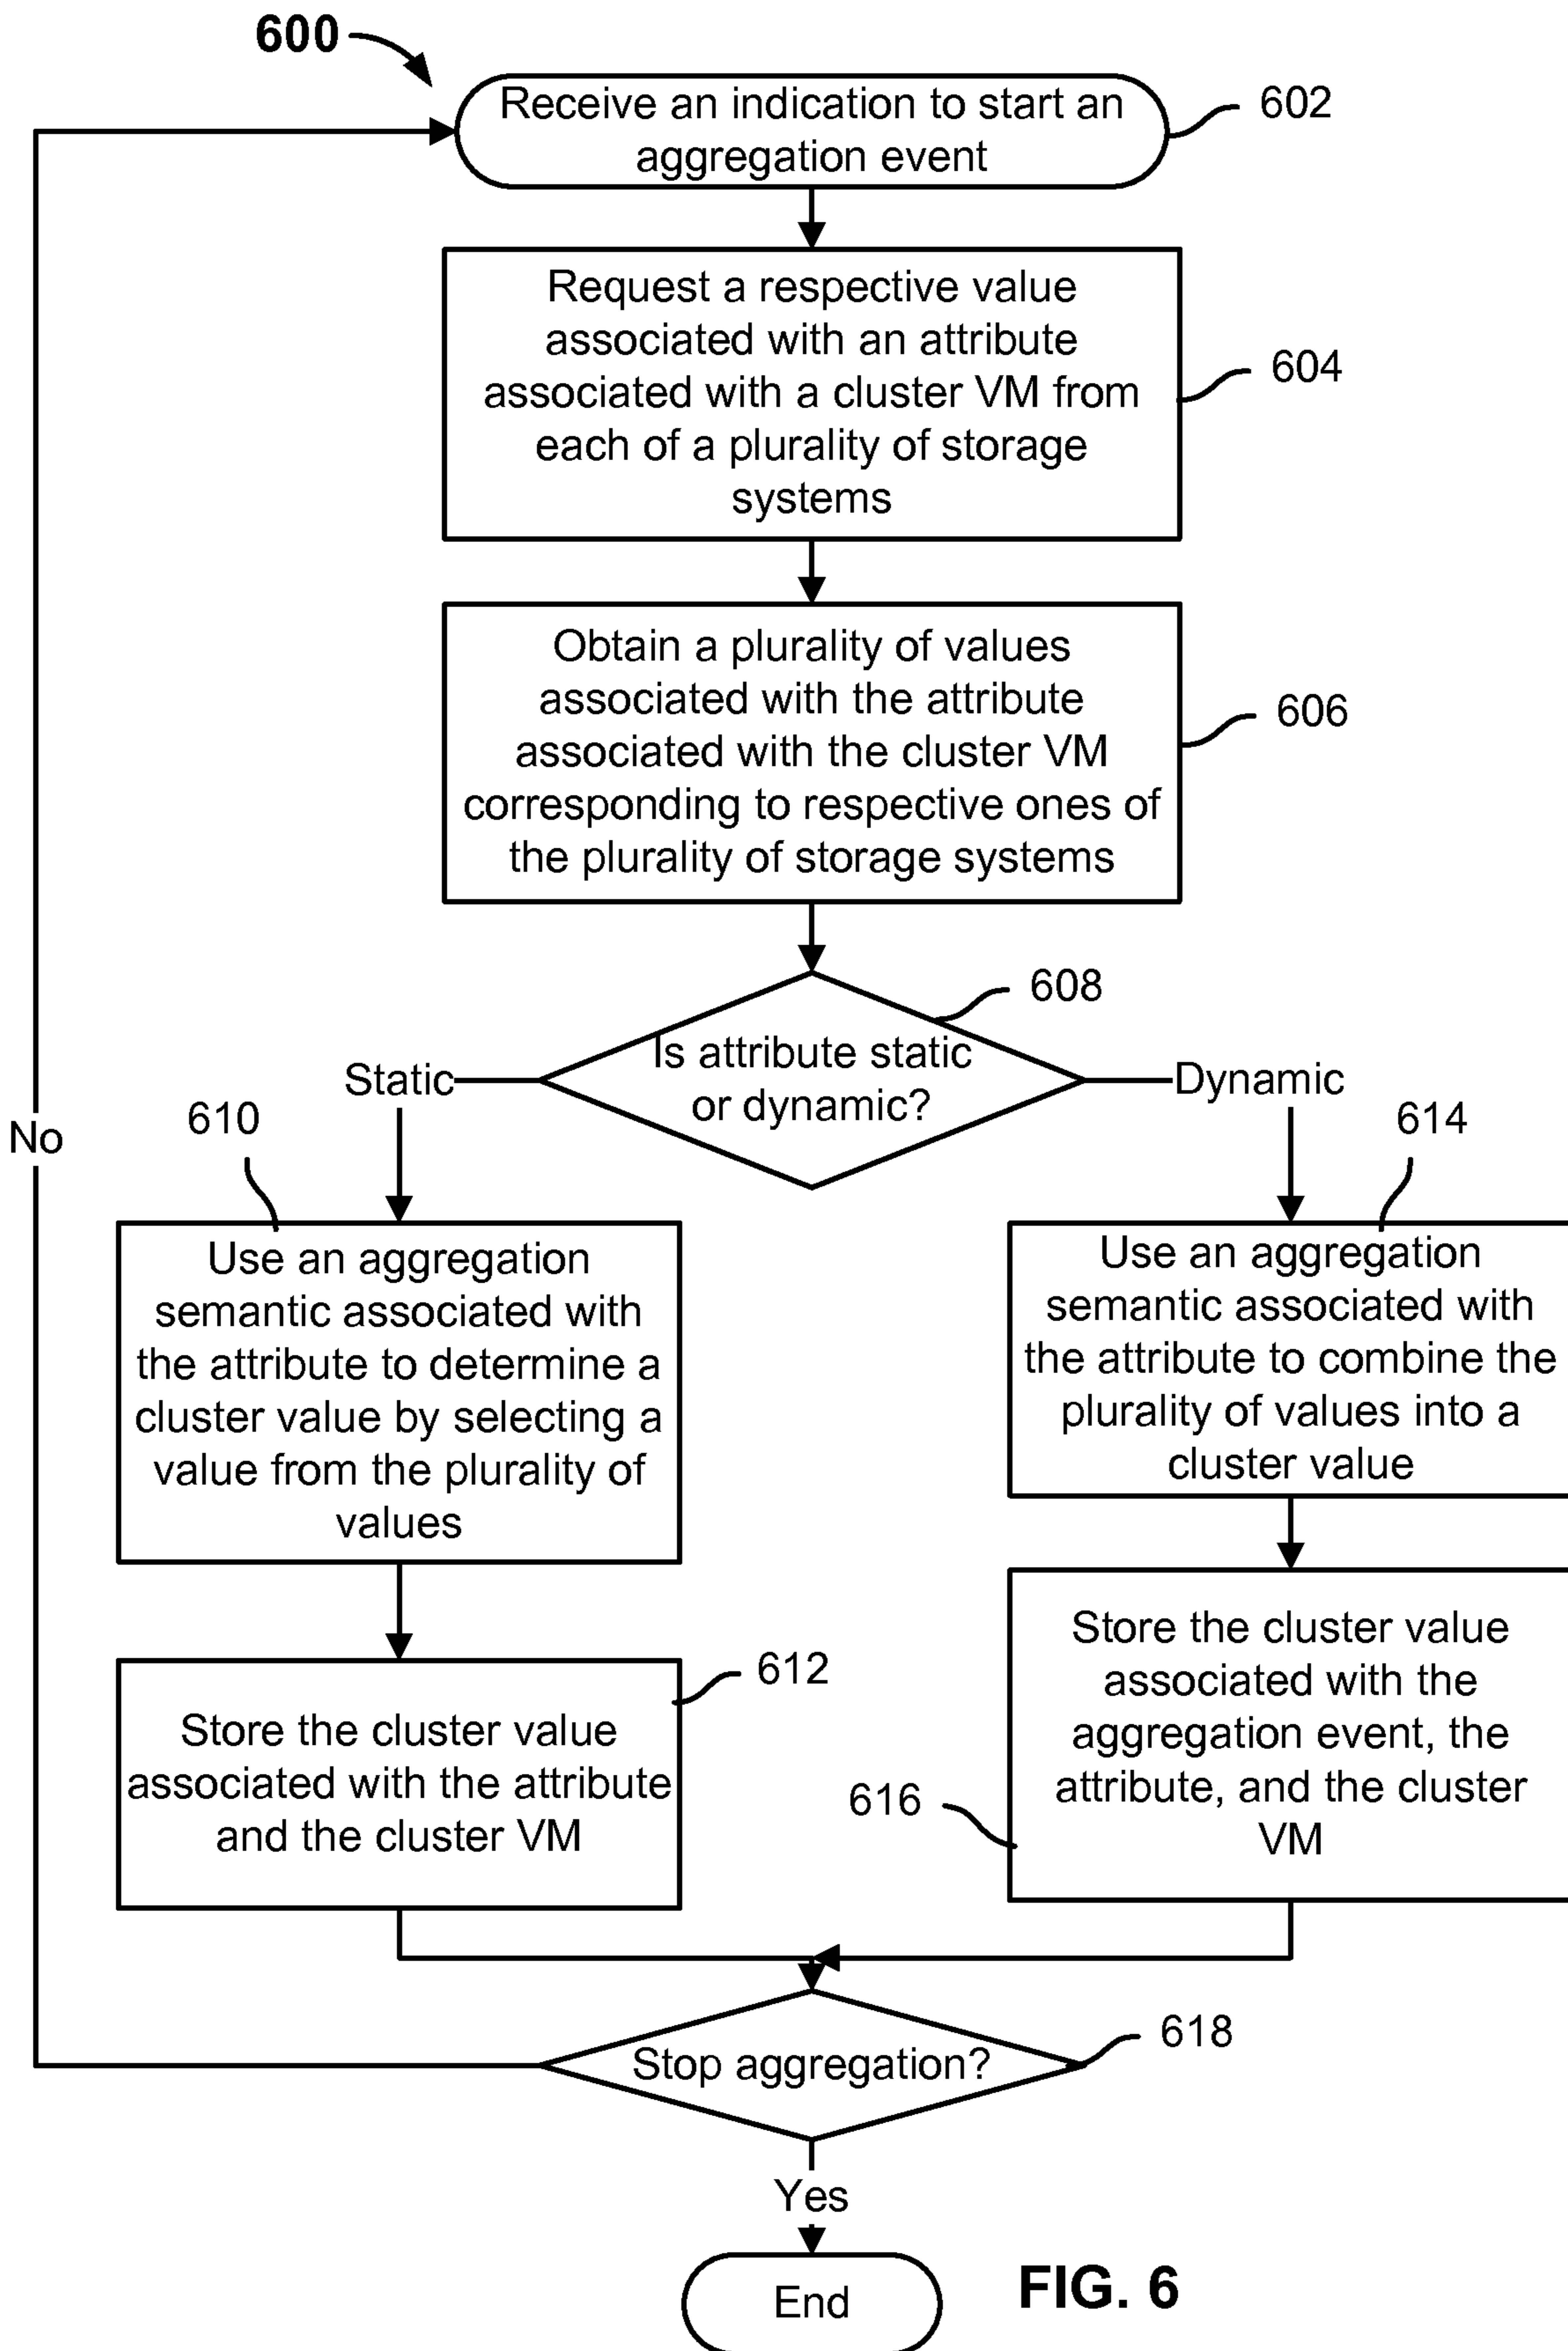 600
Receive an indication to start an
aggregation event
602
Request a respective value
associated with an attribute
associated with a cluster VM from
each of a plurality of storage
systems
604
Obtain a plurality of values
associated with the attribute
associated with the cluster VM
corresponding to respective ones of
the plurality of storage systems
606
608
Is attribute static
or dynamic?
Static
Dynamic
No
610
614
Use an aggregation
semantic associated with
the attribute to determine a
cluster value by selecting a
value from the plurality of
values
Use an aggregation
semantic associated with
the attribute to combine the
plurality of values into a
cluster value
612
Store the cluster value
associated with the attribute
and the cluster VM
Store the cluster value
associated with the
aggregation event, the
attribute, and the cluster
VM
616
618
Stop aggregation?
Yes
End
FIG. 6